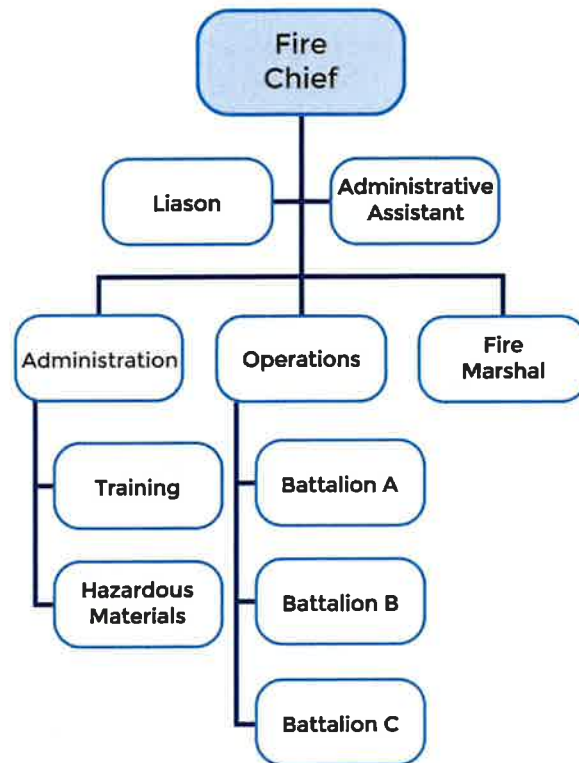 Fire
Chief
Liason
Administrative
Assistant
Administration
Operations
Fire
Marshal
Training
Battalion A
Hazardous
Materials
Battalion B
Battalion C